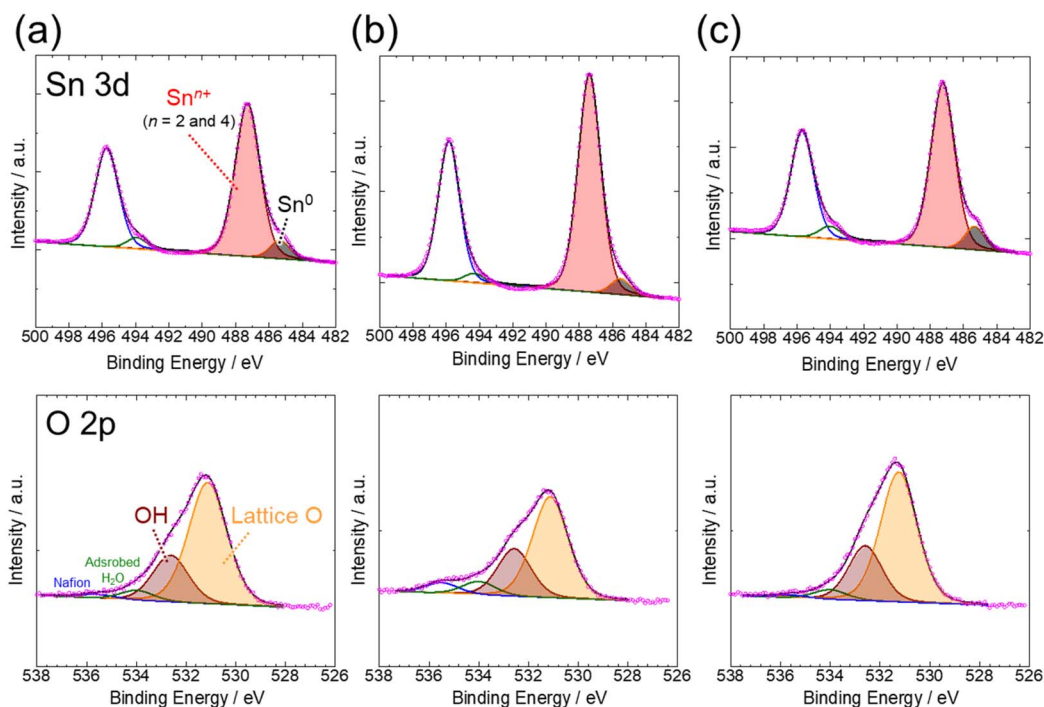 (a)
(b)
(c)
Sn 3d
Snⁿ⁺
(n = 2 and 4)
Sn⁰
Intensity / a.u.
500 498 496 494 492 490 488 486 484 482
Binding Energy / eV
Intensity / a.u.
500 498 496 494 492 490 488 486 484 482
Binding Energy / eV
Intensity / a.u.
500 498 496 494 492 490 488 486 484 482
Binding Energy / eV
O 2p
OH
Lattice O
Adsrobed
H₂O
Nafion
Intensity / a.u.
538 536 534 532 530 528 526
Binding Energy / eV
Intensity / a.u.
538 536 534 532 530 528 526
Binding Energy / eV
Intensity / a.u.
538 536 534 532 530 528 526
Binding Energy / eV